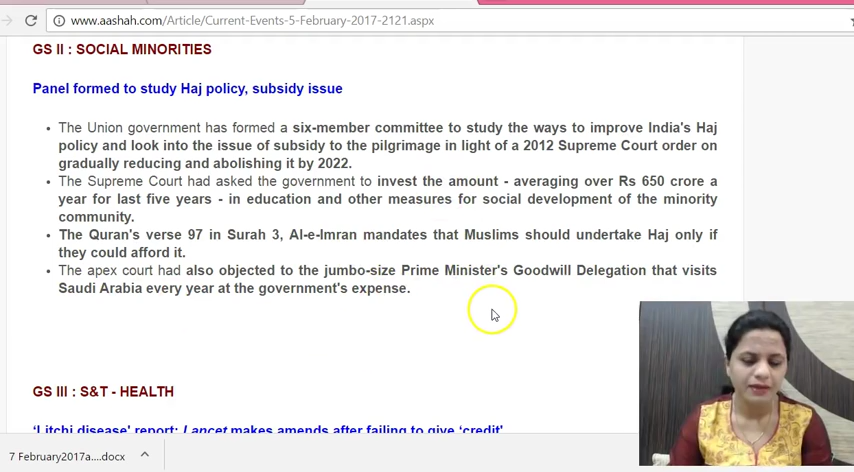 www.aashah.com/Article/Current-Events-5-February-2017-2121.aspx
GS II : SOCIAL MINORITIES
Panel formed to study Haj policy, subsidy issue
• The Union government has formed a six-member committee to study the ways to improve India's Haj
policy and look into the issue of subsidy to the pilgrimage in light of a 2012 Supreme Court order on
gradually reducing and abolishing it by 2022.
• The Supreme Court had asked the government to invest the amount - averaging over Rs 650 crore a
year for last five years - in education and other measures for social development of the minority
community.
• The Quran's verse 97 in Surah 3, Al-e-Imran mandates that Muslims should undertake Haj only if
they could afford it.
• The apex court had also objected to the jumbo-size Prime Minister's Goodwill Delegation that visits
Saudi Arabia every year at the government's expense.
GS III : S&T - HEALTH
'Litchi disease' report: Lancet makes amends after failing to give 'credit'
7 February2017a....docx